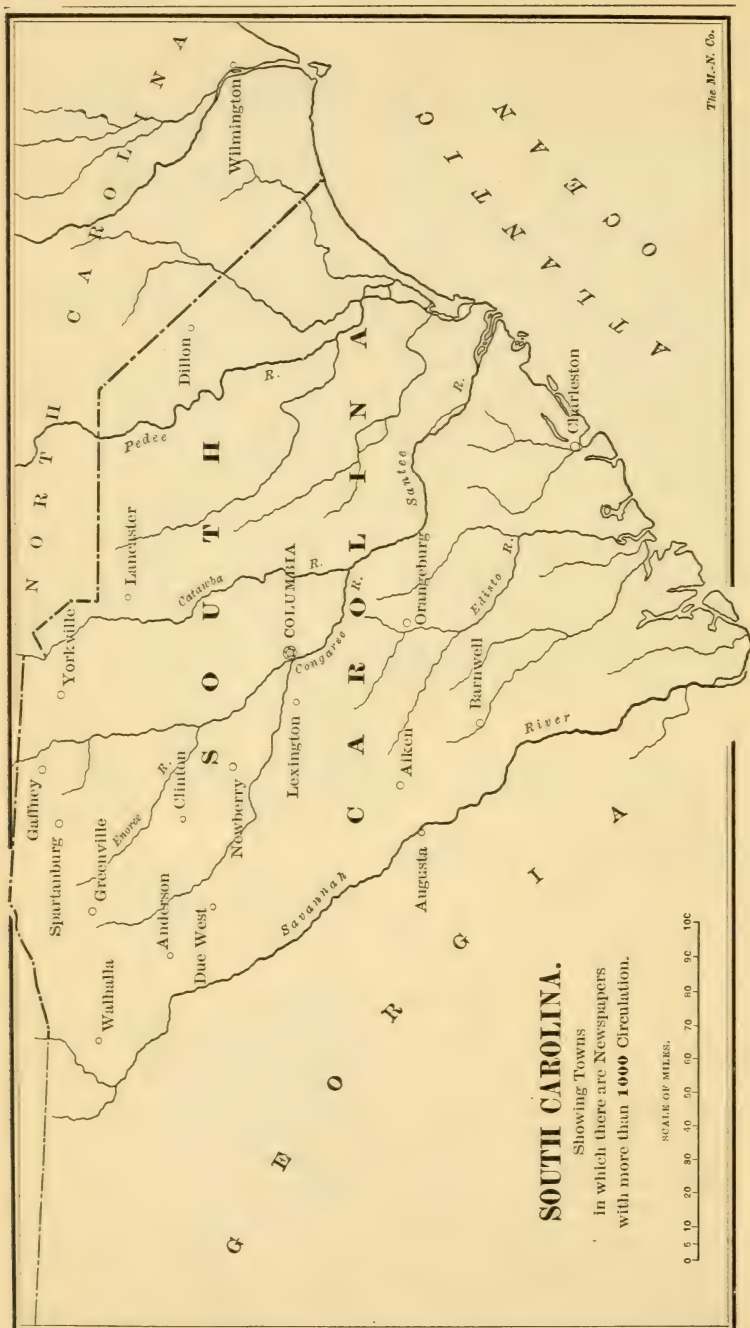 NORTH CAROLINA
Wilmington
Gaffney
Spartanburg
Greenville
Walhalla
Anderson
Due West
Enoree R.
Clinton
Newberry
Yorkville
Lancaster
Catawba R.
Pedee R.
Dillon
SOUTH CAROLINA
COLUMBIA
Lexington
Congaree R.
Santee R.
Orangeburg
Edisto R.
Aiken
Barnwell
Charleston
Savannah River
Augusta
GEORGIA
ATLANTIC
OCEAN
SOUTH CAROLINA.
Showing Towns
in which there are Newspapers
with more than 1000 Circulation.
SCALE OF MILES.
0 5 10 20 30 40 50 60 70 80 90 100
The M.-N. Co.